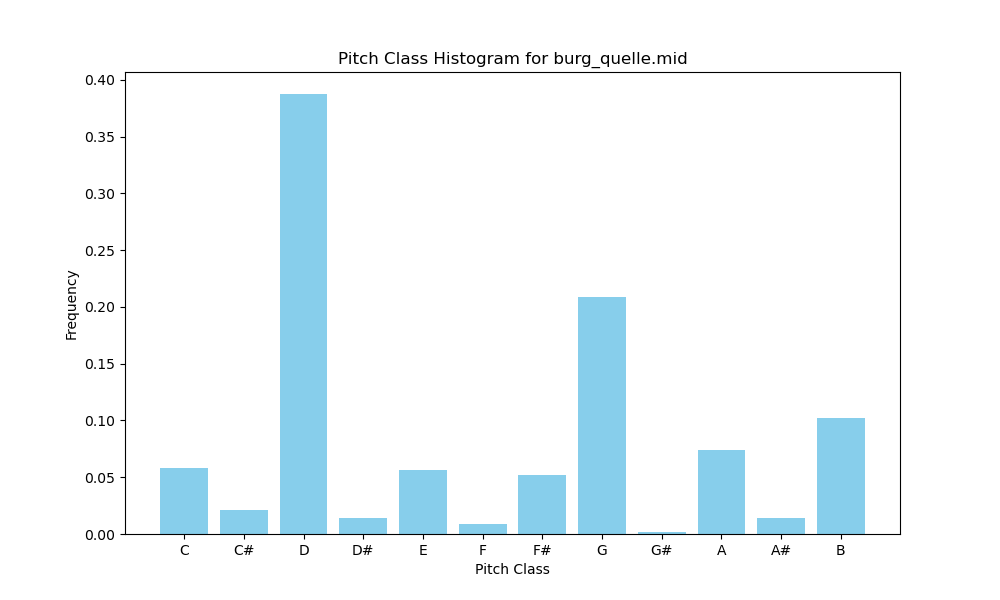 Pitch Class Histogram for burg_quelle.mid
0.40
0.35
0.30
0.25
0.20
0.15
0.10
0.05
0.00
Frequency
C C# D D# E F F# G G# A A# B
Pitch Class